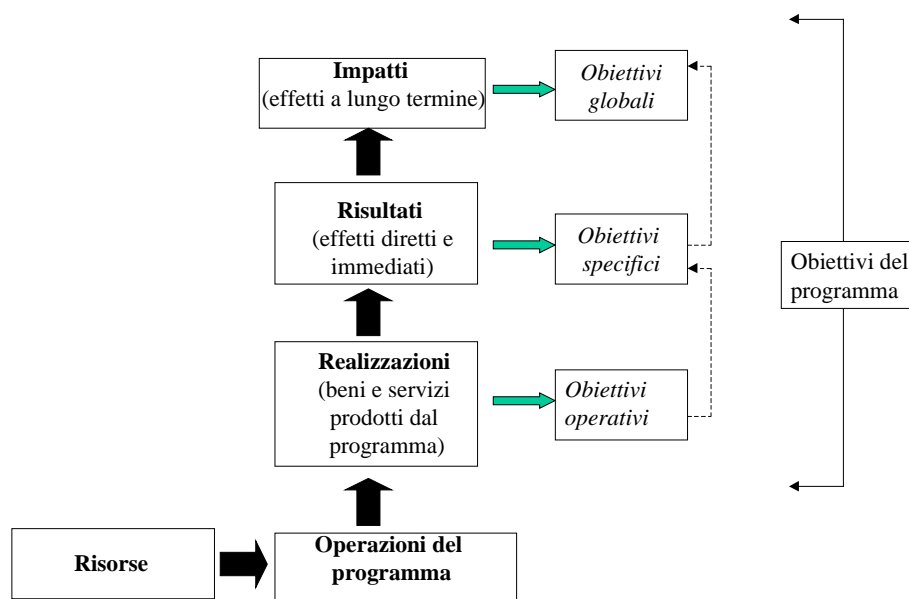 Impatti
(effetti a lungo termine)
Obiettivi
globali
Risultati
(effetti diretti e
immediati)
Obiettivi
specifici
Obiettivi del
programma
Realizzazioni
(beni e servizi
prodotti dal
programma)
Obiettivi
operativi
Risorse
Operazioni del
programma